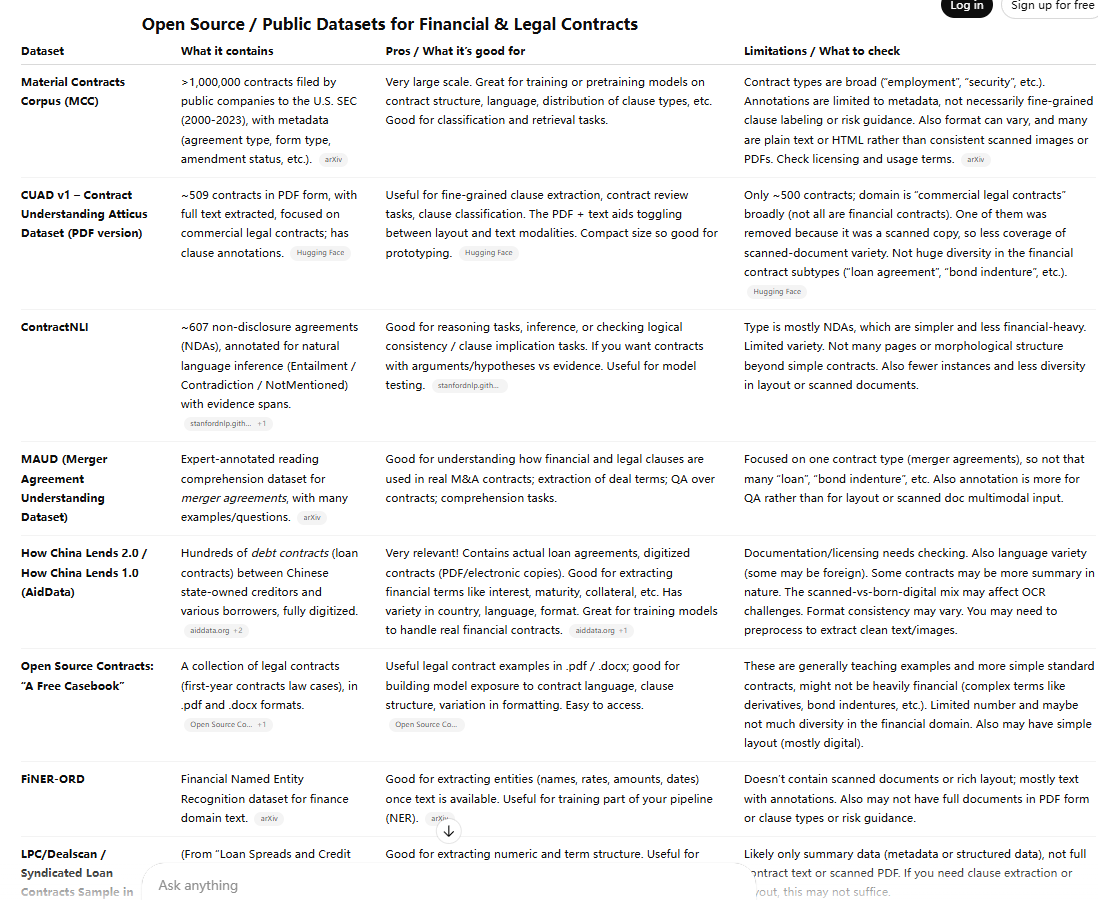 Log in
Sign up for free
Open Source / Public Datasets for Financial & Legal Contracts
Dataset
What it contains
Pros / What it’s good for
Limitations / What to check
Material Contracts
Corpus (MCC)
>1,000,000 contracts filed by
public companies to the U.S. SEC
(2000-2023), with metadata
(agreement type, form type,
amendment status, etc.). arXiv
Very large scale. Great for training or pretraining models on
contract structure, language, distribution of clause types, etc.
Good for classification and retrieval tasks.
Contract types are broad (“employment”, “security”, etc.).
Annotations are limited to metadata, not necessarily fine-grained
clause labeling or risk guidance. Also format can vary, and many
are plain text or HTML rather than consistent scanned images or
PDFs. Check licensing and usage terms. arXiv
CUAD v1 – Contract
Understanding Atticus
Dataset (PDF version)
~509 contracts in PDF form, with
full text extracted, focused on
commercial legal contracts; has
clause annotations. Hugging Face
Useful for fine-grained clause extraction, contract review
tasks, clause classification. The PDF + text aids toggling
between layout and text modalities. Compact size so good for
prototyping. Hugging Face
Only ~500 contracts; domain is “commercial legal contracts”
broadly (not all are financial contracts). One of them was
removed because it was a scanned copy, so less coverage of
scanned-document variety. Not huge diversity in the financial
contract subtypes (“loan agreement”, “bond indenture”, etc.).
Hugging Face
ContractNLI
~607 non-disclosure agreements
(NDAs), annotated for natural
language inference (Entailment /
Contradiction / NotMentioned)
with evidence spans.
stanfordnlp.gith... +1
Good for reasoning tasks, inference, or checking logical
consistency / clause implication tasks. If you want contracts
with arguments/hypotheses vs evidence. Useful for model
testing. stanfordnlp.gith...
Type is mostly NDAs, which are simpler and less financial-heavy.
Limited variety. Not many pages or morphological structure
beyond simple contracts. Also fewer instances and less diversity
in layout or scanned documents.
MAUD (Merger
Agreement
Understanding
Dataset)
Expert-annotated reading
comprehension dataset for
merger agreements, with many
examples/questions. arXiv
Good for understanding how financial and legal clauses are
used in real M&A contracts; extraction of deal terms; QA over
contracts; comprehension tasks.
Focused on one contract type (merger agreements), so not that
many “loan”, “bond indenture”, etc. Also annotation is more for
QA rather than for layout or scanned doc multimodal input.
How China Lends 2.0 /
How China Lends 1.0
(AidData)
Hundreds of debt contracts (loan
contracts) between Chinese
state-owned creditors and
various borrowers, fully digitized.
aiddata.org +2
Very relevant! Contains actual loan agreements, digitized
contracts (PDF/electronic copies). Good for extracting
financial terms like interest, maturity, collateral, etc. Has
variety in country, language, format. Great for training models
to handle real financial contracts. aiddata.org +1
Documentation/licensing needs checking. Also language variety
(some may be foreign). Some contracts may be more summary in
nature. The scanned-vs-born-digital mix may affect OCR
challenges. Format consistency may vary. You may need to
preprocess to extract clean text/images.
Open Source Contracts:
“A Free Casebook”
A collection of legal contracts
(first-year contracts law cases), in
.pdf and .docx formats.
Open Source Co... +1
Useful legal contract examples in .pdf / .docx; good for
building model exposure to contract language, clause
structure, variation in formatting. Easy to access.
Open Source Co...
These are generally teaching examples and more simple standard
contracts, might not be heavily financial (complex terms like
derivatives, bond indentures, etc.). Limited number and maybe
not much diversity in the financial domain. Also may have simple
layout (mostly digital).
FiNER-ORD
Financial Named Entity
Recognition dataset for finance
domain text. arXiv
Good for extracting entities (names, rates, amounts, dates)
once text is available. Useful for training part of your pipeline
(NER). arXiv
Doesn’t contain scanned documents or rich layout; mostly text
with annotations. Also may not have full documents in PDF form
or clause types or risk guidance.
LPC/Dealscan /
Syndicated Loan
Contracts Sample in
(From “Loan Spreads and Credit
Good for extracting numeric and term structure. Useful for
Likely only summary data (metadata or structured data), not full
contract text or scanned PDF. If you need clause extraction or
layout, this may not suffice.
Ask anything